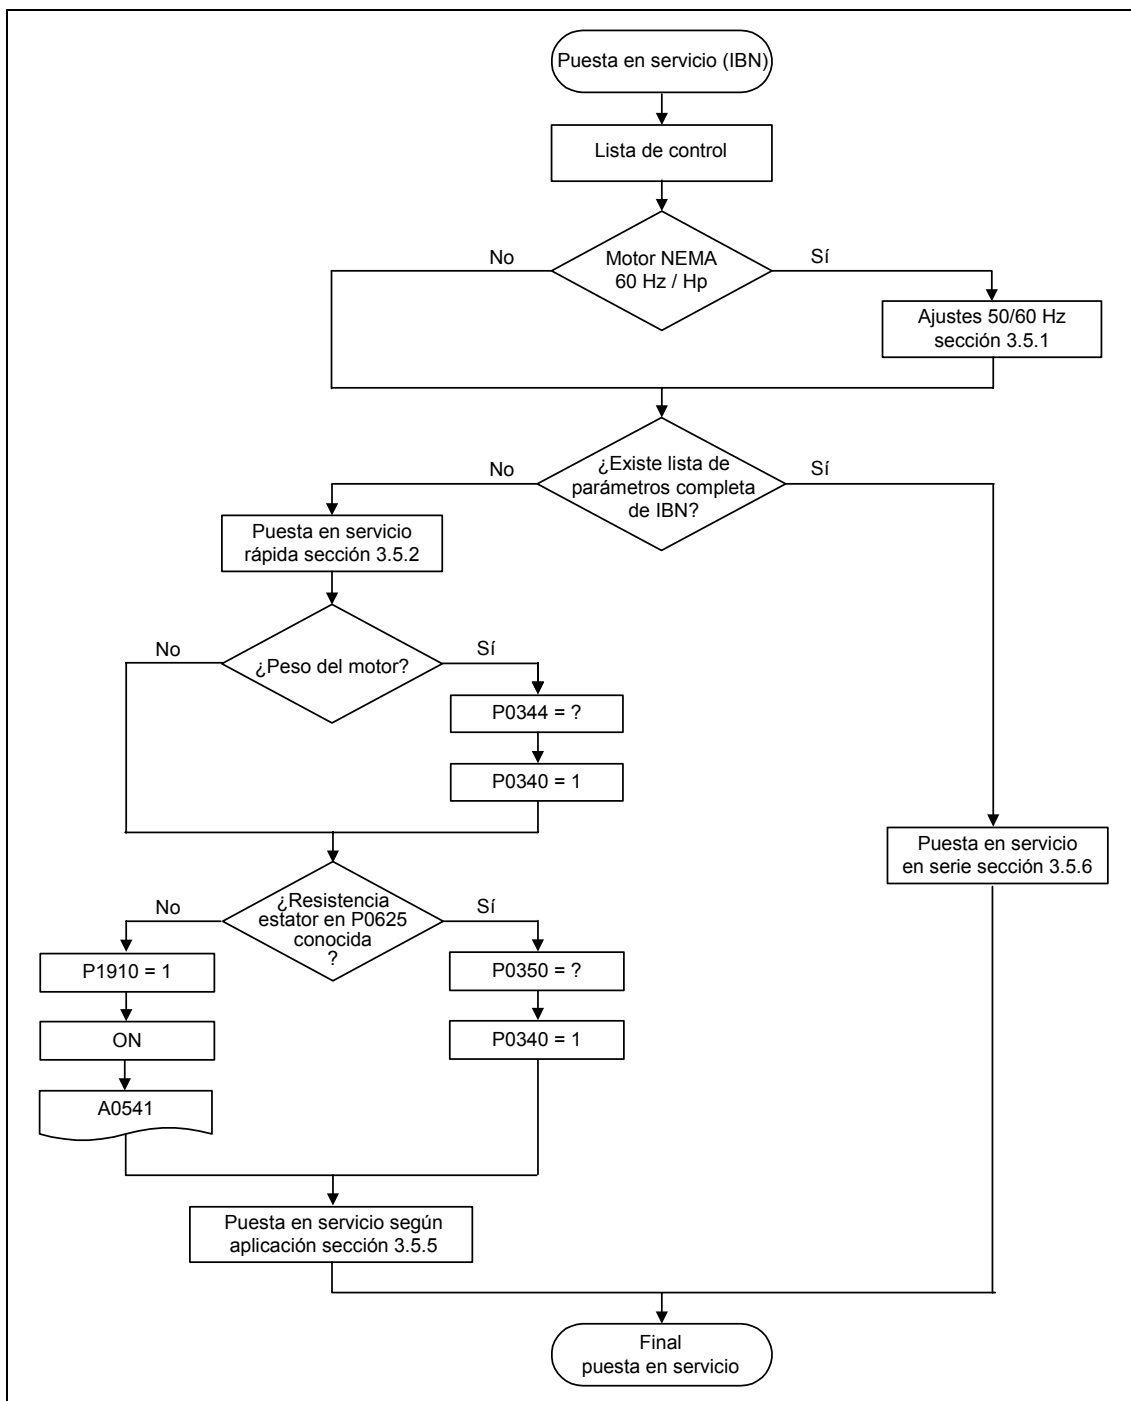 Puesta en servicio (IBN)
Lista de control
Motor NEMA
60 Hz / Hp
No
Sí
Ajustes 50/60 Hz
sección 3.5.1
¿Existe lista de
parámetros completa
de IBN?
No
Sí
Puesta en servicio
rápida sección 3.5.2
¿Peso del motor?
No
Sí
P0344 = ?
P0340 = 1
Puesta en servicio
en serie sección 3.5.6
¿Resistencia
estator en P0625
conocida
?
No
Sí
P1910 = 1
P0350 = ?
ON
P0340 = 1
A0541
Puesta en servicio según
aplicación sección 3.5.5
Final
puesta en servicio